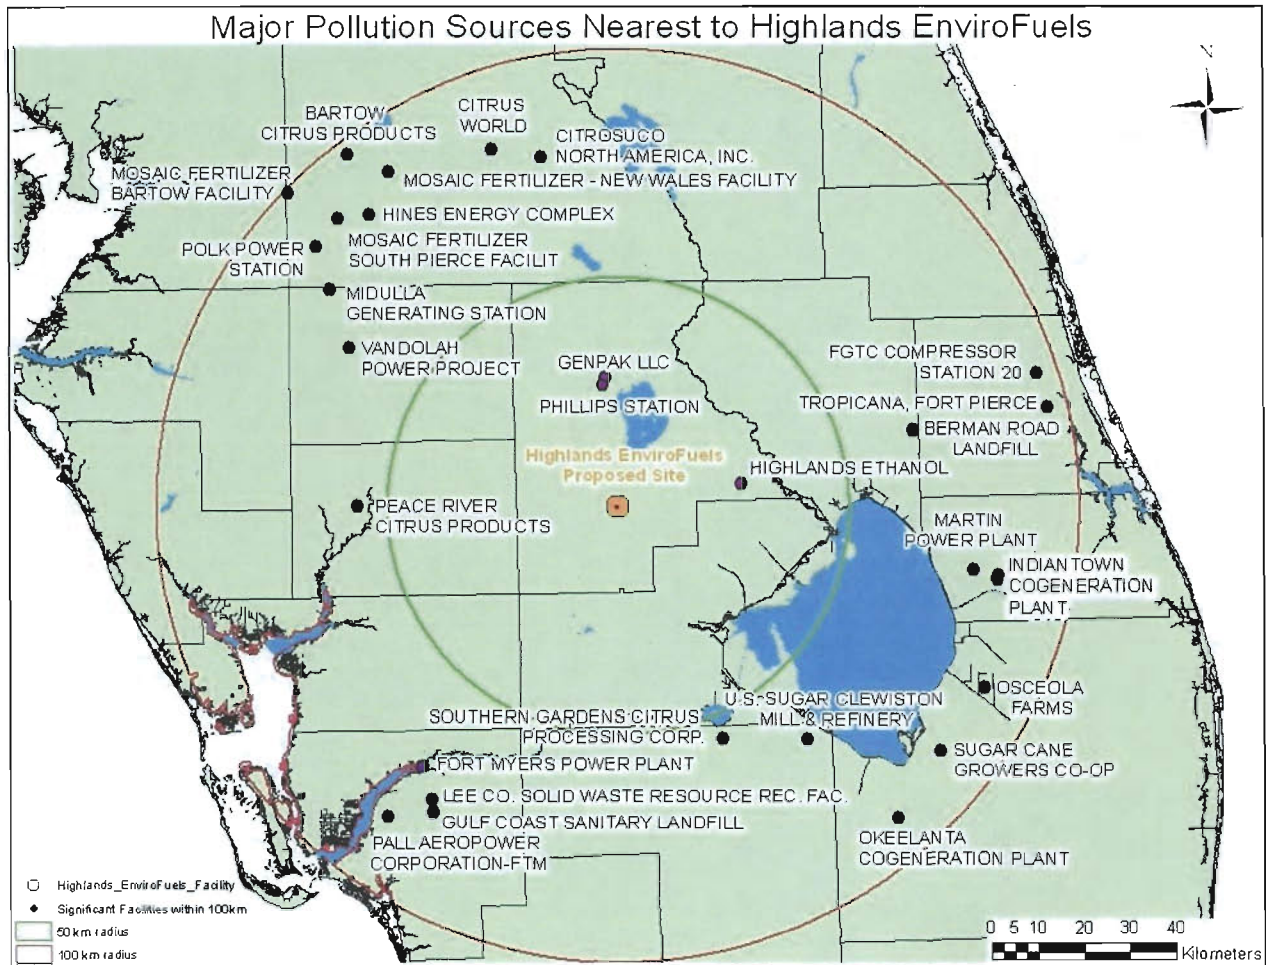 Major Pollution Sources Nearest to Highlands EnviroFuels
N
BARTOW
CITRUS PRODUCTS
CITRUS
WORLD
CITROSUCO
NORTH AMERICA, INC.
MOSAIC FERTILIZER
BARTOW FACILITY
MOSAIC FERTILIZER - NEW WALES FACILITY
HINES ENERGY COMPLEX
POLK POWER
STATION
MOSAIC FERTILIZER
SOUTH PIERCE FACILIT
MIDULLA
GENERATING STATION
VANDOLAH
POWER PROJECT
GENPAK LLC
PHILLIPS STATION
FGTC COMPRESSOR
STATION 20
TROPICANA, FORT PIERCE
BERMAN ROAD
LANDFILL
Highlands EnviroFuels
Proposed Site
HIGHLANDS ETHANOL
PEACE RIVER
CITRUS PRODUCTS
MARTIN
POWER PLANT
INDIANTOWN
COGENERATION
PLANT
OSCEOLA
FARMS
U.S. SUGAR CLEWISTON
MILL & REFINERY
SOUTHERN GARDENS CITRUS
PROCESSING CORP.
SUGAR CANE
GROWERS CO-OP
FORT MYERS POWER PLANT
LEE CO. SOLID WASTE RESOURCE REC. FAC.
GULF COAST SANITARY LANDFILL
PALL AEROPOWER
CORPORATION-FTM
OKEELANTA
COGENERATION PLANT
Highlands_EnviroFuels_Facility
Significant Facilities within 100km
50 km radius
100 km radius
0 5 10 20 30 40
Kilometers